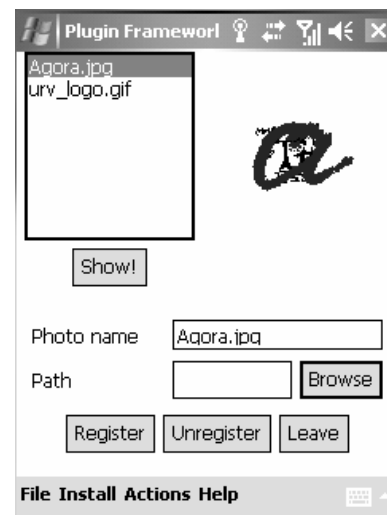 Plugin Frameworl
Agora.jpg
urv_logo.gif
Show!
Photo name
Agora.jpg
Path
Browse
Register Unregister Leave
File Install Actions Help